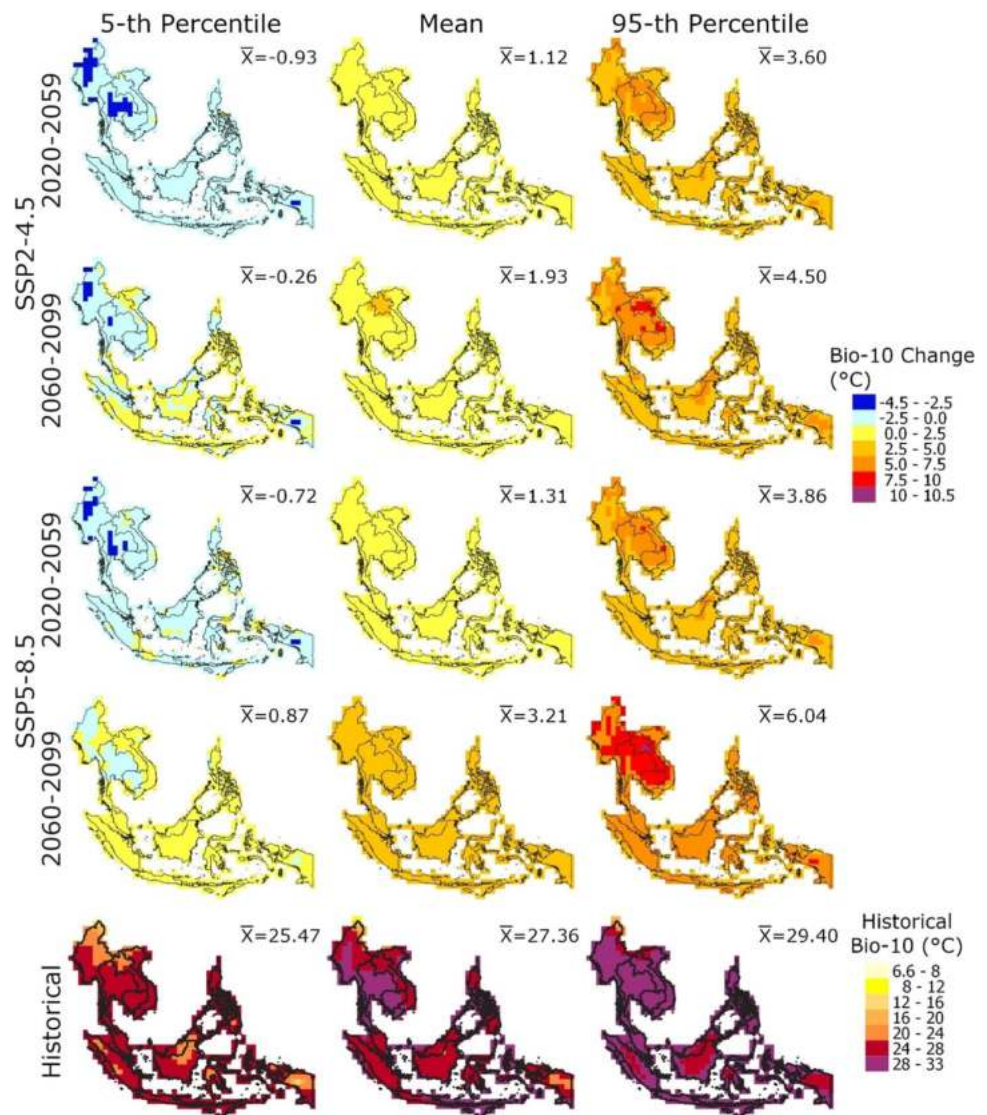 5-th Percentile Mean 95-th Percentile
SSP2-4.5
2020-2059
X̄=-0.93 X̄=1.12 X̄=3.60
2060-2099
X̄=-0.26 X̄=1.93 X̄=4.50
Bio-10 Change
(°C)
-4.5 - -2.5
-2.5 - 0.0
0.0 - 2.5
2.5 - 5.0
5.0 - 7.5
7.5 - 10
10 - 10.5
SSP5-8.5
2020-2059
X̄=-0.72 X̄=1.31 X̄=3.86
2060-2099
X̄=0.87 X̄=3.21 X̄=6.04
Historical
X̄=25.47 X̄=27.36 X̄=29.40
Historical
Bio-10 (°C)
6.6 - 8
8 - 12
12 - 16
16 - 20
20 - 24
24 - 28
28 - 33